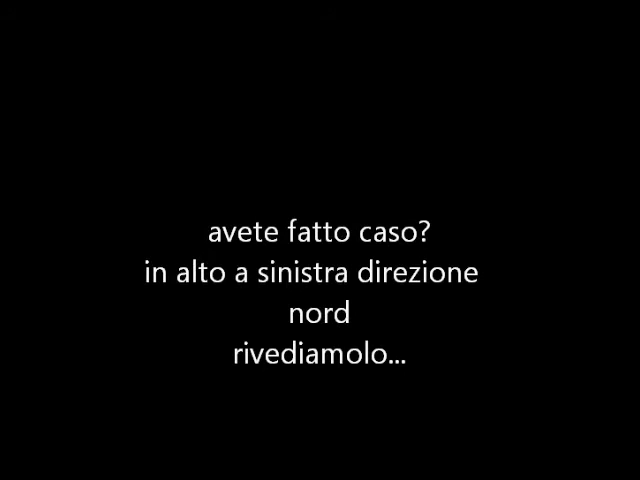 avete fatto caso?
in alto a sinistra direzione
nord
rivediamolo...